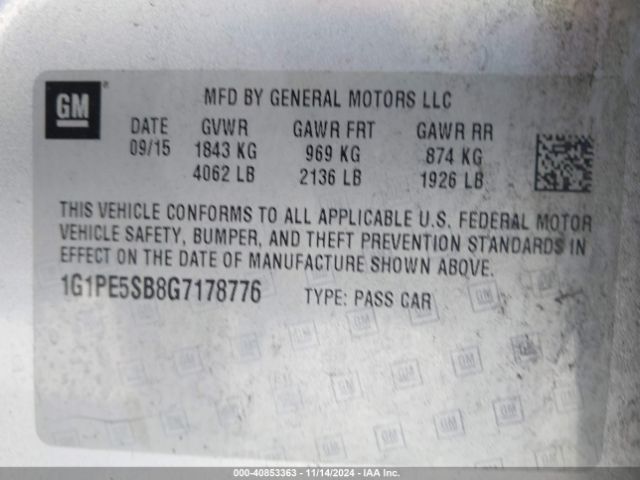 GM ®
MFD BY GENERAL MOTORS LLC
DATE GVWR GAWR FRT GAWR RR
09/15 1843 KG 969 KG 874 KG
4062 LB 2136 LB 1926 LB
THIS VEHICLE CONFORMS TO ALL APPLICABLE U.S. FEDERAL MOTOR
VEHICLE SAFETY, BUMPER, AND THEFT PREVENTION STANDARDS IN
EFFECT ON THE DATE OF MANUFACTURE SHOWN ABOVE.
1G1PE5SB8G7178776 TYPE: PASS CAR
000-40853363 - 11/14/2024 - IAA Inc.